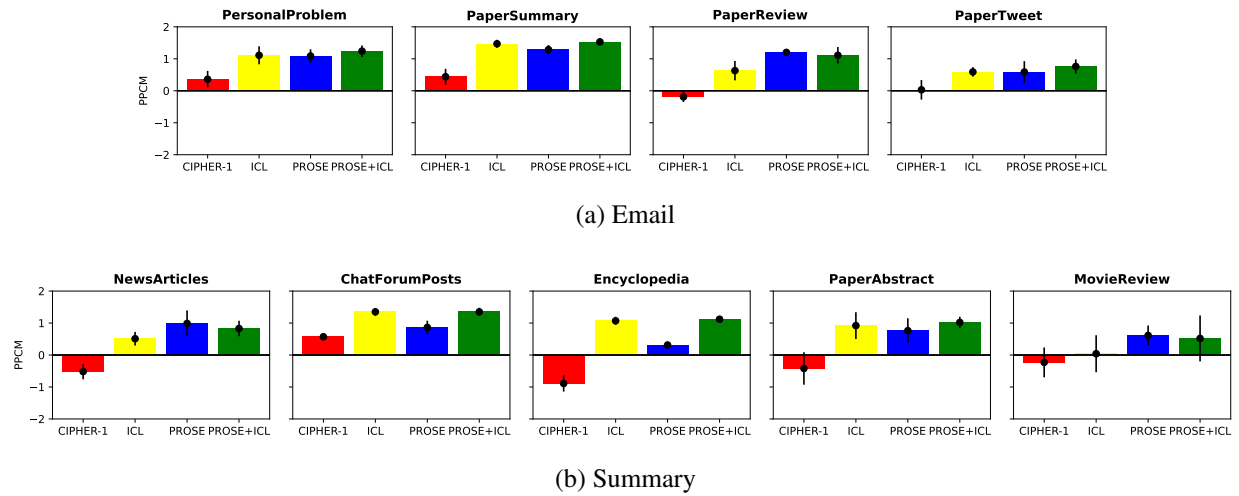 PersonalProblem PaperSummary PaperReview PaperTweet
2
1
0
−1
−2
PPCM
CIPHER-1 ICL PROSE PROSE+ICL CIPHER-1 ICL PROSE PROSE+ICL CIPHER-1 ICL PROSE PROSE+ICL CIPHER-1 ICL PROSE PROSE+ICL
(a) Email
NewsArticles ChatForumPosts Encyclopedia PaperAbstract MovieReview
2
1
0
−1
−2
PPCM
CIPHER-1 ICL PROSE PROSE+ICL CIPHER-1 ICL PROSE PROSE+ICL CIPHER-1 ICL PROSE PROSE+ICL CIPHER-1 ICL PROSE PROSE+ICL CIPHER-1 ICL PROSE PROSE+ICL
(b) Summary